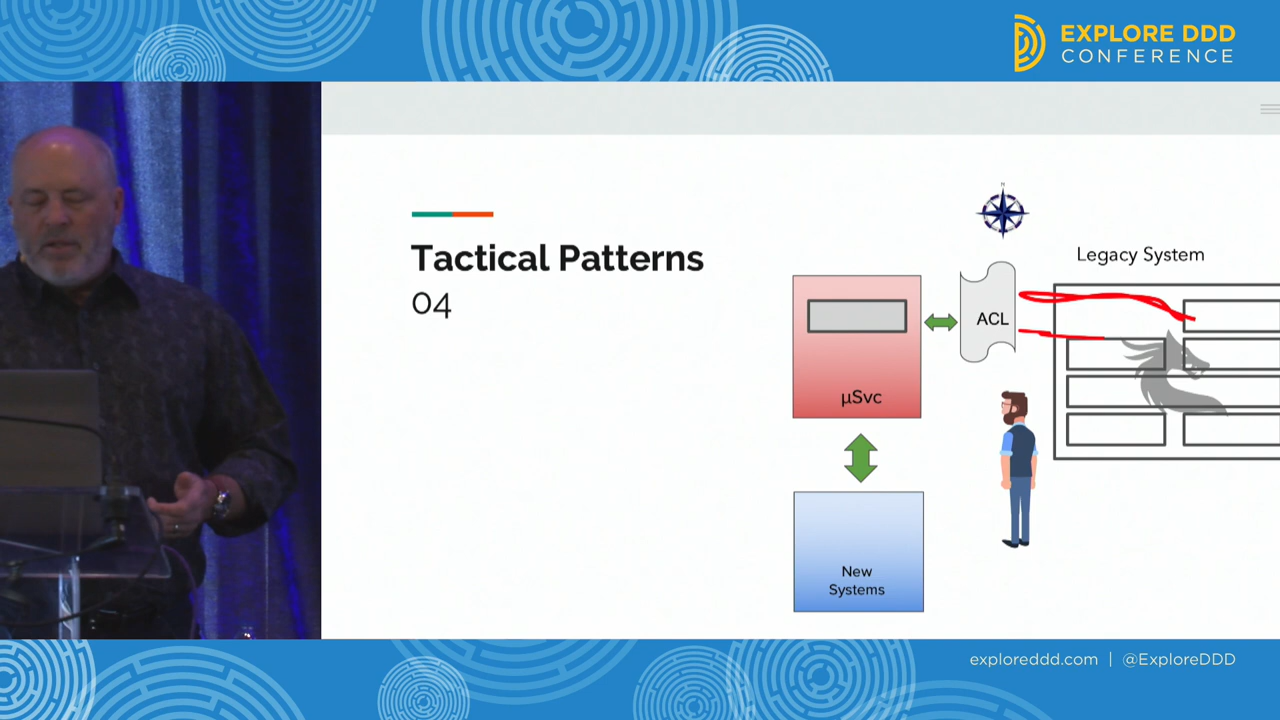 EXPLORE DDD
CONFERENCE
Tactical Patterns
04
N
Legacy System
ACL
µSvc
New
Systems
exploreddd.com | @ExploreDDD